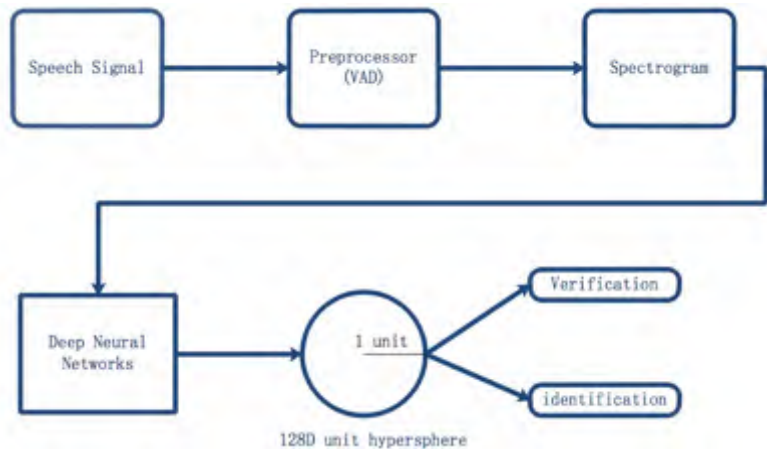 Speech Signal
Preprocessor
(VAD)
Spectrogram
Deep Neural
Networks
1 unit
128D unit hypersphere
Verification
identification